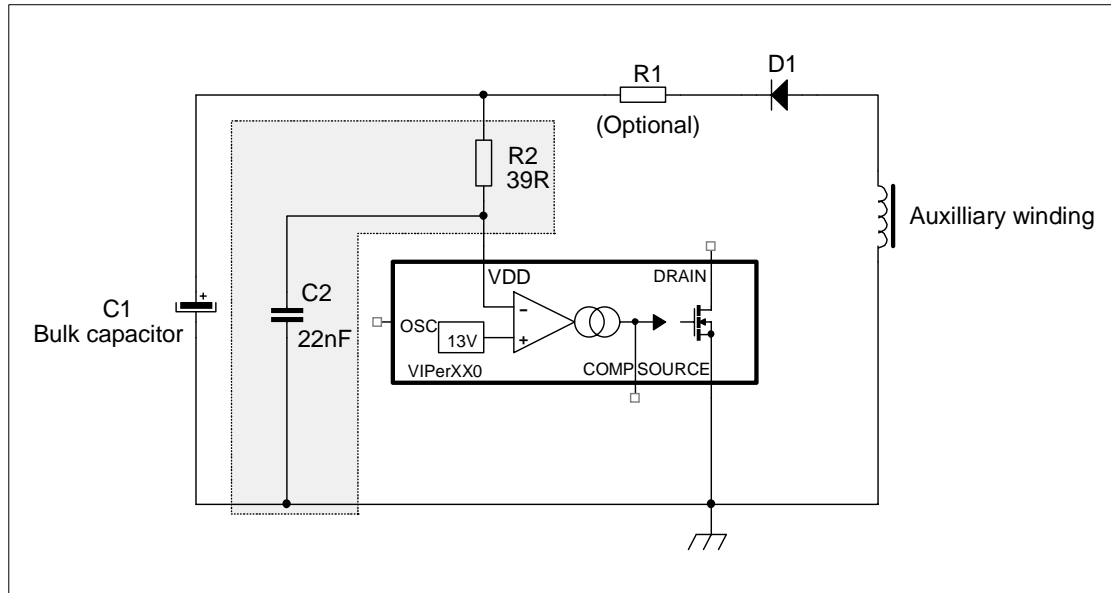 D1
R1
(Optional)
R2
39R
Auxilliary winding
VDD
DRAIN
C1
Bulk capacitor
C2
22nF
OSC
13V
-
+
VIPerXX0
COMP SOURCE
+